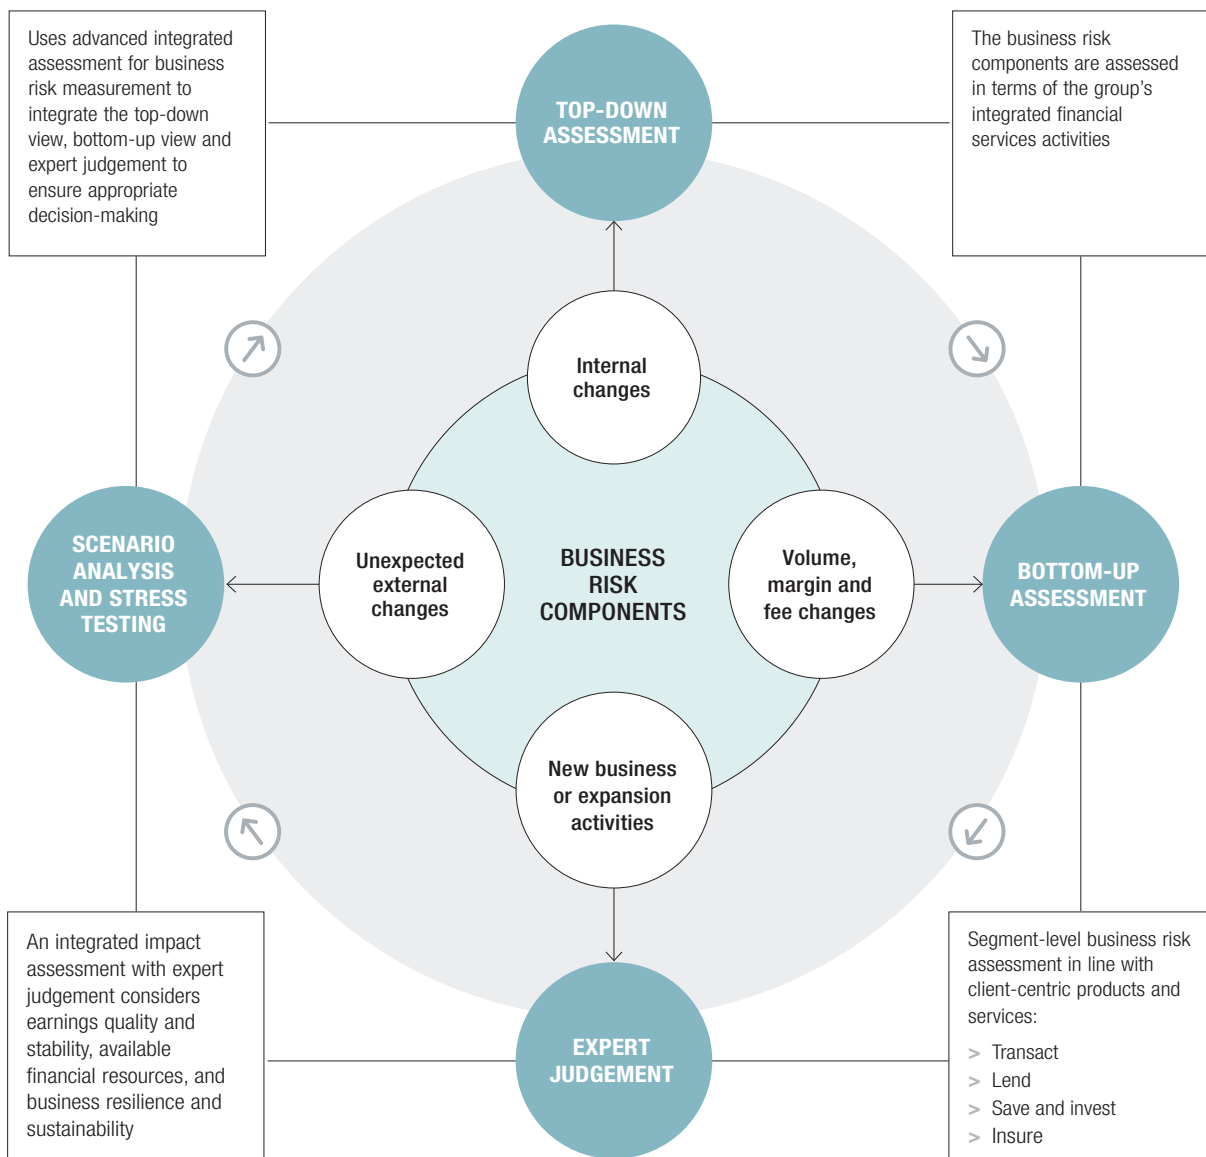 Uses advanced integrated
assessment for business
risk measurement to
integrate the top-down
view, bottom-up view and
expert judgement to
ensure appropriate
decision-making
TOP-DOWN
ASSESSMENT
The business risk
components are assessed
in terms of the group’s
integrated financial
services activities
Internal
changes
SCENARIO
ANALYSIS
AND STRESS
TESTING
Unexpected
external
changes
BUSINESS
RISK
COMPONENTS
Volume,
margin and
fee changes
BOTTOM-UP
ASSESSMENT
New business
or expansion
activities
An integrated impact
assessment with expert
judgement considers
earnings quality and
stability, available
financial resources, and
business resilience and
sustainability
EXPERT
JUDGEMENT
Segment-level business risk
assessment in line with
client-centric products and
services:
> Transact
> Lend
> Save and invest
> Insure